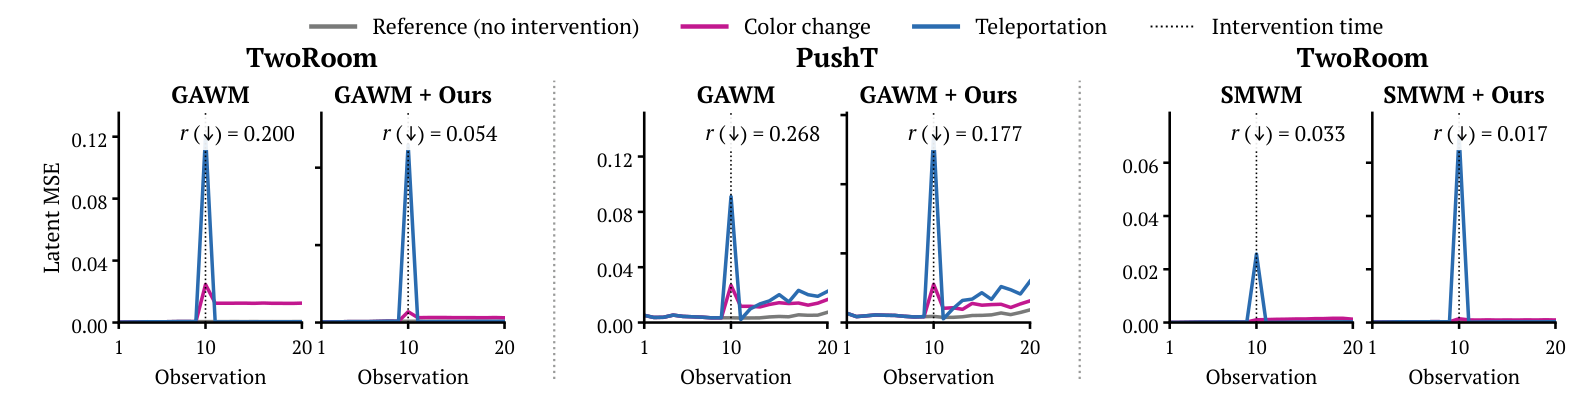 Reference (no intervention) Color change Teleportation Intervention time
TwoRoom PushT TwoRoom
GAWM GAWM + Ours GAWM GAWM + Ours SMWM SMWM + Ours
r (↓) = 0.200 r (↓) = 0.054 r (↓) = 0.268 r (↓) = 0.177 r (↓) = 0.033 r (↓) = 0.017
Latent MSE
0.12
0.08
0.04
0.00
0.12
0.08
0.04
0.00
0.06
0.04
0.02
0.00
1 10 20 1 10 20 1 10 20 1 10 20 1 10 20 1 10 20
Observation Observation Observation Observation Observation Observation